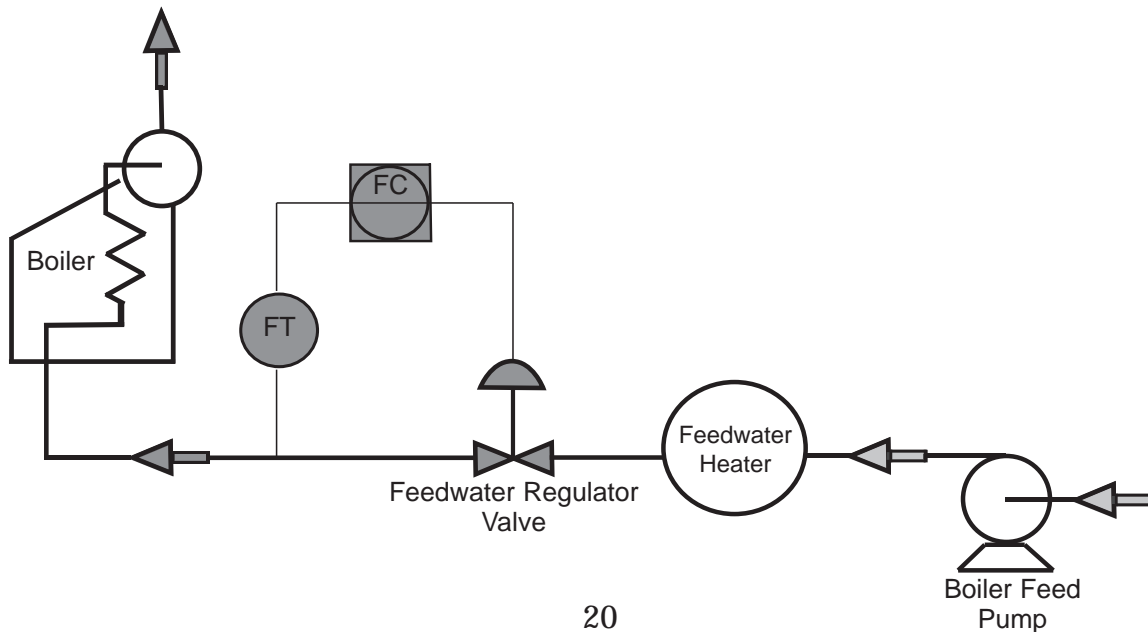 FC
Boiler
FT
Feedwater
Heater
Feedwater Regulator
Valve
Boiler Feed
Pump
20